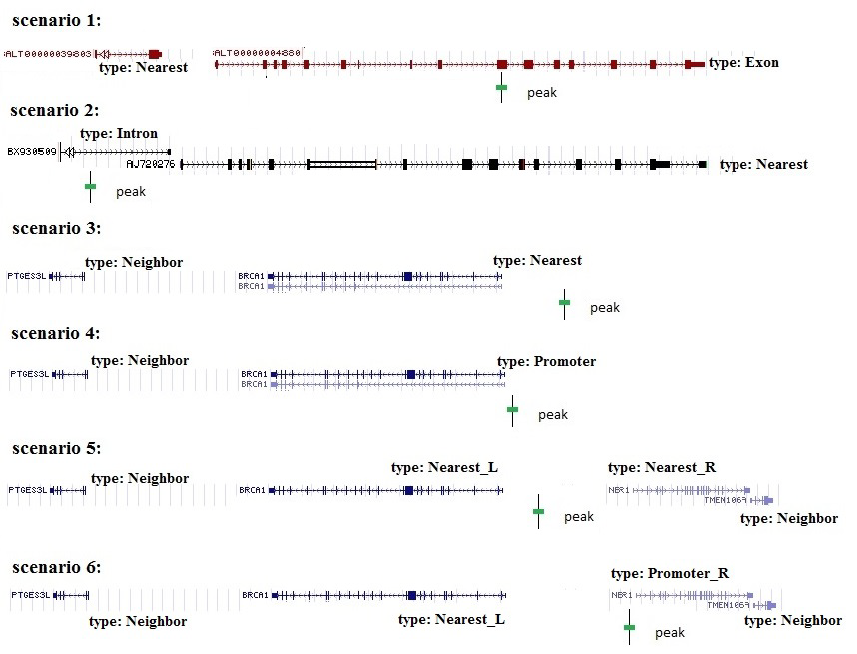 scenario 1:
GALT00000039803
GALT00000004880
type: Nearest
type: Exon
peak
scenario 2:
type: Intron
BX930509
AJ720276
type: Nearest
peak
scenario 3:
type: Neighbor
type: Nearest
PTGES3L
BRCA1
BRCA1
peak
scenario 4:
type: Neighbor
type: Promoter
PTGES3L
BRCA1
BRCA1
peak
scenario 5:
type: Nearest_L
type: Nearest_R
type: Neighbor
PTGES3L
BRCA1
NBR1
TMEM106A
peak
type: Neighbor
scenario 6:
type: Promoter_R
PTGES3L
BRCA1
NBR1
TMEM106A
type: Neighbor
type: Nearest_L
type: Neighbor
peak